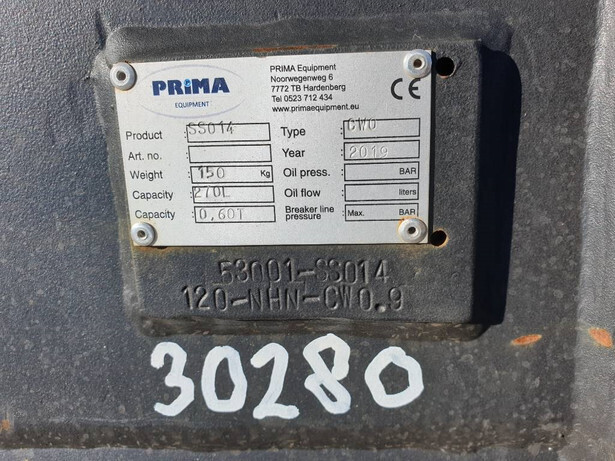 PRiMA
EQUIPMENT
PRIMA Equipment
Noorwegenweg 6
7772 TB Hardenberg
Tel 0523 712 434
www.primaequipment.eu
CE
Product : SS014 Type : CW0
Art. no. : Year : 2019
Weight : 150 Kg Oil press. : BAR
Capacity : 270L Oil flow : liters
Capacity : 0,60T Breaker line pressure : Max. BAR
53001-SS014
120-NHN-CW0.9
30280